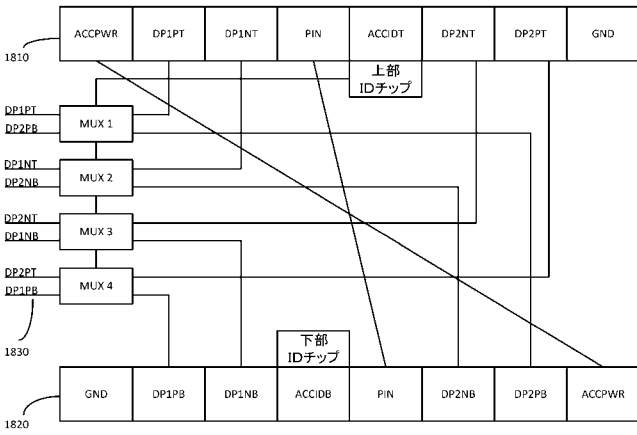 ACCPWR DP1PT DP1NT PIN ACCIDT DP2NT DP2PT GND
1810
上部
IDチップ
DP1PT
MUX 1
DP2PB
DP1NT
MUX 2
DP2NB
DP2NT
MUX 3
DP1NB
DP2PT
MUX 4
DP1PB
1830
下部
IDチップ
GND DP1PB DP1NB ACCIDB PIN DP2NB DP2PB ACCPWR
1820